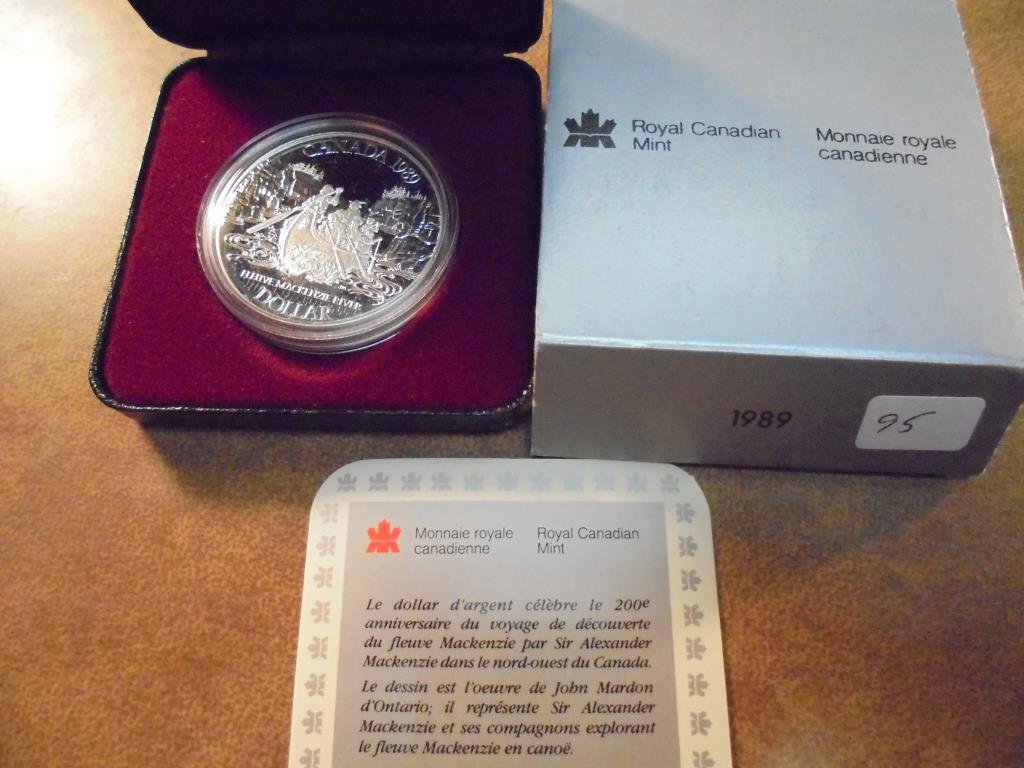 CANADA 1989
FLEUVE MACKENZIE RIVER
DOLLAR
Royal Canadian
Mint
Monnaie royale
canadienne
1989
95
Monnaie royale
canadienne
Royal Canadian
Mint
Le dollar d'argent célèbre le 200e
anniversaire du voyage de découverte
du fleuve Mackenzie par Sir Alexander
Mackenzie dans le nord-ouest du Canada.
Le dessin est l'oeuvre de John Mardon
d'Ontario; il représente Sir Alexander
Mackenzie et ses compagnons explorant
le fleuve Mackenzie en canoë.